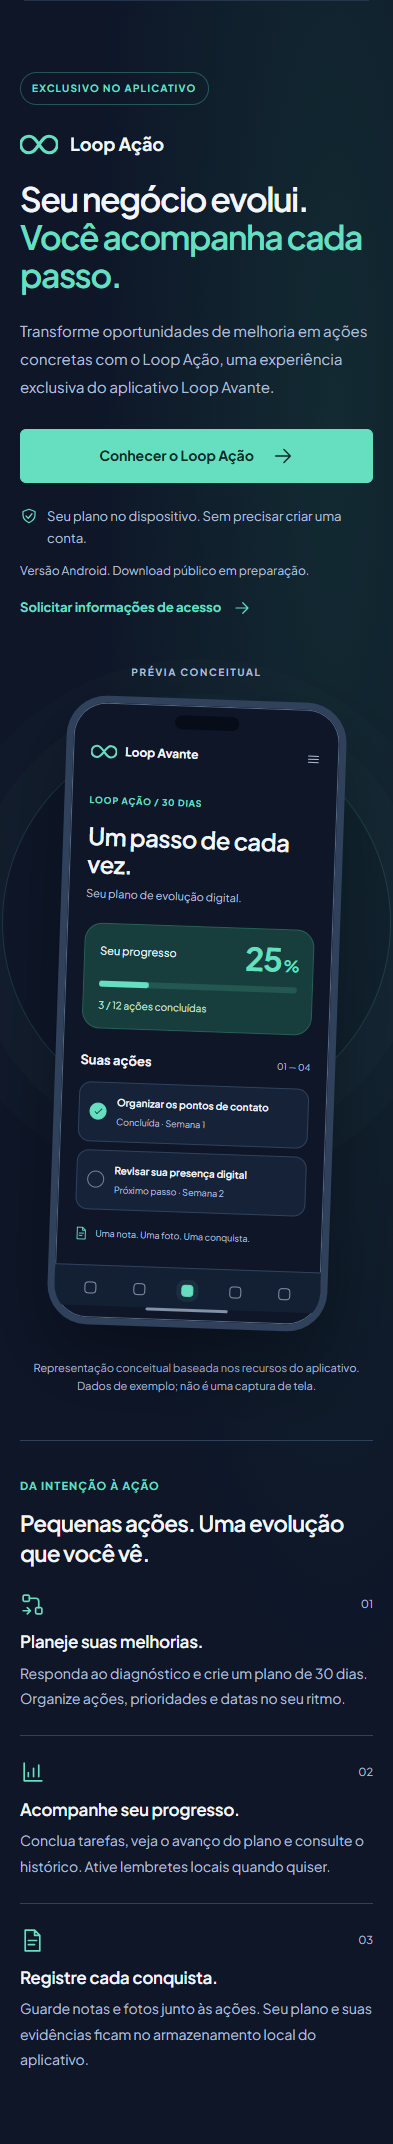 EXCLUSIVO NO APLICATIVO
Loop Ação
Seu negócio evolui.
Você acompanha cada
passo.
Transforme oportunidades de melhoria em ações
concretas com o Loop Ação, uma experiência
exclusiva do aplicativo Loop Avante.
Conhecer o Loop Ação
Seu plano no dispositivo. Sem precisar criar uma
conta.
Versão Android. Download público em preparação.
Solicitar informações de acesso
PRÉVIA CONCEITUAL
Loop Avante
LOOP AÇÃO / 30 DIAS
Um passo de cada
vez.
Seu plano de evolução digital.
Seu progresso 25%
3 / 12 ações concluídas
Suas ações 01 — 04
Organizar os pontos de contato
Concluída · Semana 1
Revisar sua presença digital
Próximo passo · Semana 2
Uma nota. Uma foto. Uma conquista.
Representação conceitual baseada nos recursos do aplicativo.
Dados de exemplo; não é uma captura de tela.
DA INTENÇÃO À AÇÃO
Pequenas ações. Uma evolução
que você vê.
01
Planeje suas melhorias.
Responda ao diagnóstico e crie um plano de 30 dias.
Organize ações, prioridades e datas no seu ritmo.
02
Acompanhe seu progresso.
Conclua tarefas, veja o avanço do plano e consulte o
histórico. Ative lembretes locais quando quiser.
03
Registre cada conquista.
Guarde notas e fotos junto às ações. Seu plano e suas
evidências ficam no armazenamento local do
aplicativo.